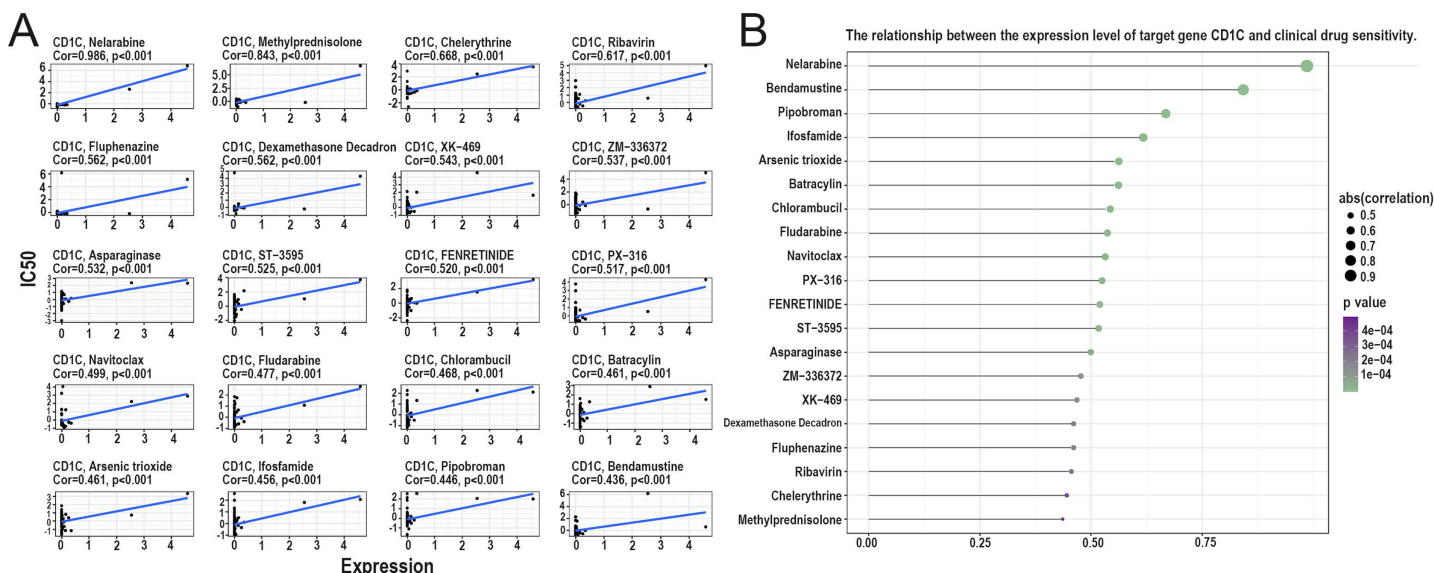 A
CD1C, Nelarabine
Cor=0.986, p<0.001
CD1C, Methylprednisolone
Cor=0.843, p<0.001
CD1C, Chelerythrine
Cor=0.668, p<0.001
CD1C, Ribavirin
Cor=0.617, p<0.001
CD1C, Fluphenazine
Cor=0.562, p<0.001
CD1C, Dexamethasone Decadron
Cor=0.562, p<0.001
CD1C, XK-469
Cor=0.543, p<0.001
CD1C, ZM-336372
Cor=0.537, p<0.001
CD1C, Asparaginase
Cor=0.532, p<0.001
CD1C, ST-3595
Cor=0.525, p<0.001
CD1C, FENRETINIDE
Cor=0.520, p<0.001
CD1C, PX-316
Cor=0.517, p<0.001
CD1C, Navitoclax
Cor=0.499, p<0.001
CD1C, Fludarabine
Cor=0.477, p<0.001
CD1C, Chlorambucil
Cor=0.468, p<0.001
CD1C, Batracylin
Cor=0.461, p<0.001
CD1C, Arsenic trioxide
Cor=0.461, p<0.001
CD1C, Ifosfamide
Cor=0.456, p<0.001
CD1C, Pipobroman
Cor=0.446, p<0.001
CD1C, Bendamustine
Cor=0.436, p<0.001
0 1 2 3 4
IC50
Expression
B
The relationship between the expression level of target gene CD1C and clinical drug sensitivity.
Nelarabine
Bendamustine
Pipobroman
Ifosfamide
Arsenic trioxide
Batracylin
Chlorambucil
Fludarabine
Navitoclax
PX-316
FENRETINIDE
ST-3595
Asparaginase
ZM-336372
XK-469
Dexamethasone Decadron
Fluphenazine
Ribavirin
Chelerythrine
Methylprednisolone
0.00 0.25 0.50 0.75
abs(correlation)
0.5
0.6
0.7
0.8
0.9
p value
4e-04
3e-04
2e-04
1e-04